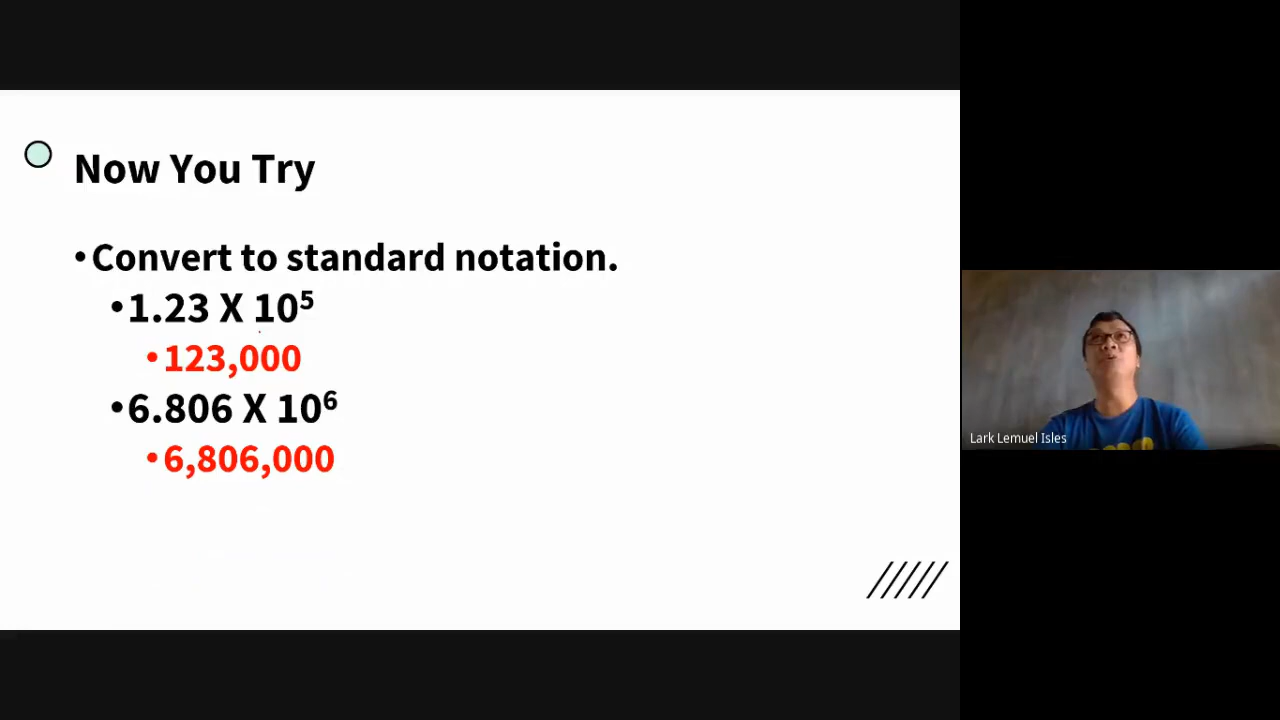 Now You Try
•Convert to standard notation.
•1.23 X 10⁵
•123,000
•6.806 X 10⁶
•6,806,000
Lark Lemuel Isles